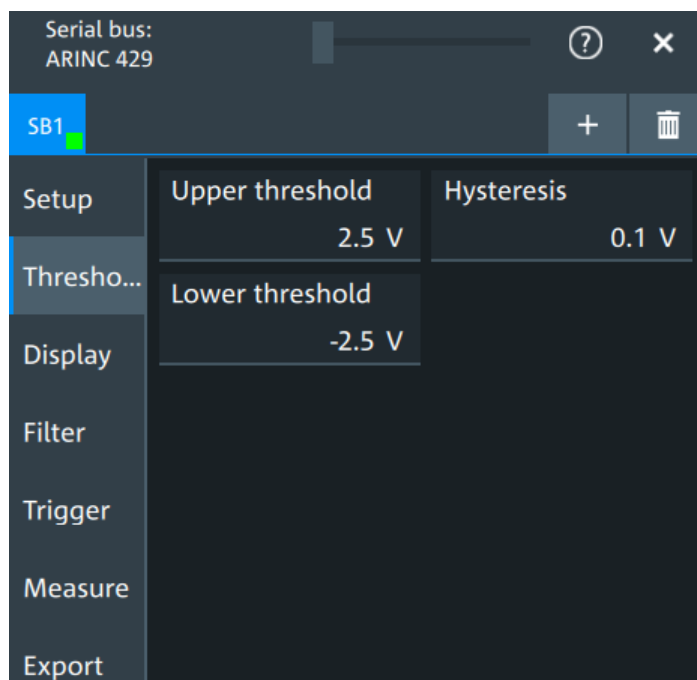 Serial bus:
ARINC 429
SB1
Setup
Thresho...
Display
Filter
Trigger
Measure
Export
Upper threshold
2.5 V
Hysteresis
0.1 V
Lower threshold
-2.5 V